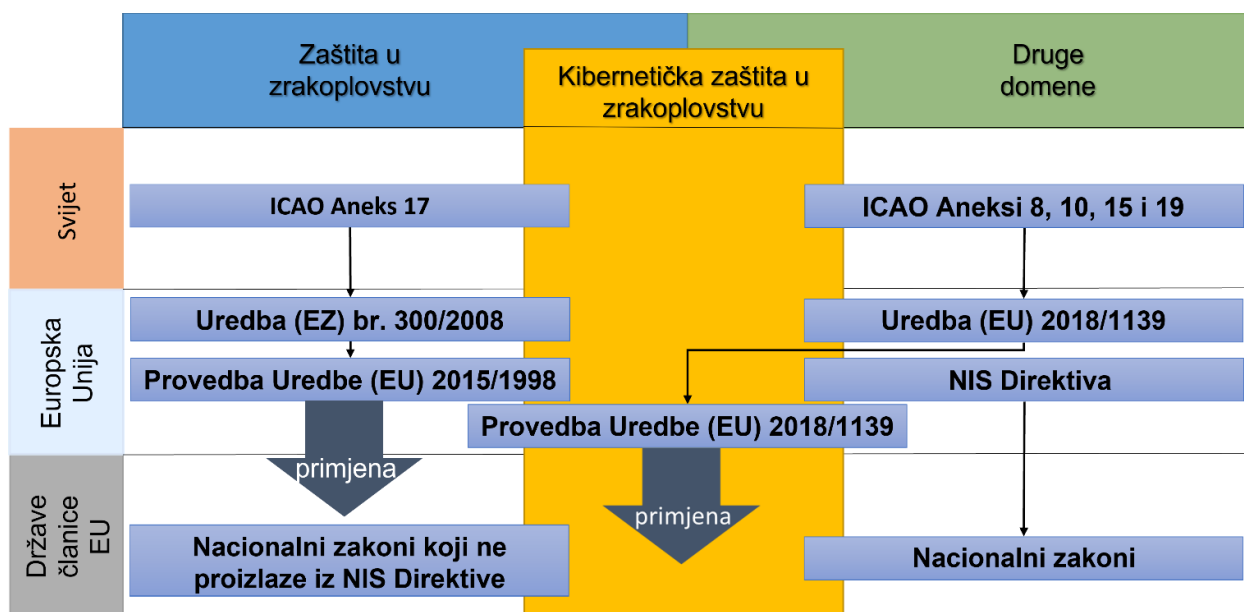 Zaštita u
zrakoplovstvu
Kibernetička zaštita u
zrakoplovstvu
Druge
domene
Svijet
ICAO Aneks 17
ICAO Aneksi 8, 10, 15 i 19
Europska
Unija
Uredba (EZ) br. 300/2008
Uredba (EU) 2018/1139
Provedba Uredbe (EU) 2015/1998
NIS Direktiva
Provedba Uredbe (EU) 2018/1139
primjena
primjena
Države
članice
EU
Nacionalni zakoni koji ne
proizlaze iz NIS Direktive
Nacionalni zakoni